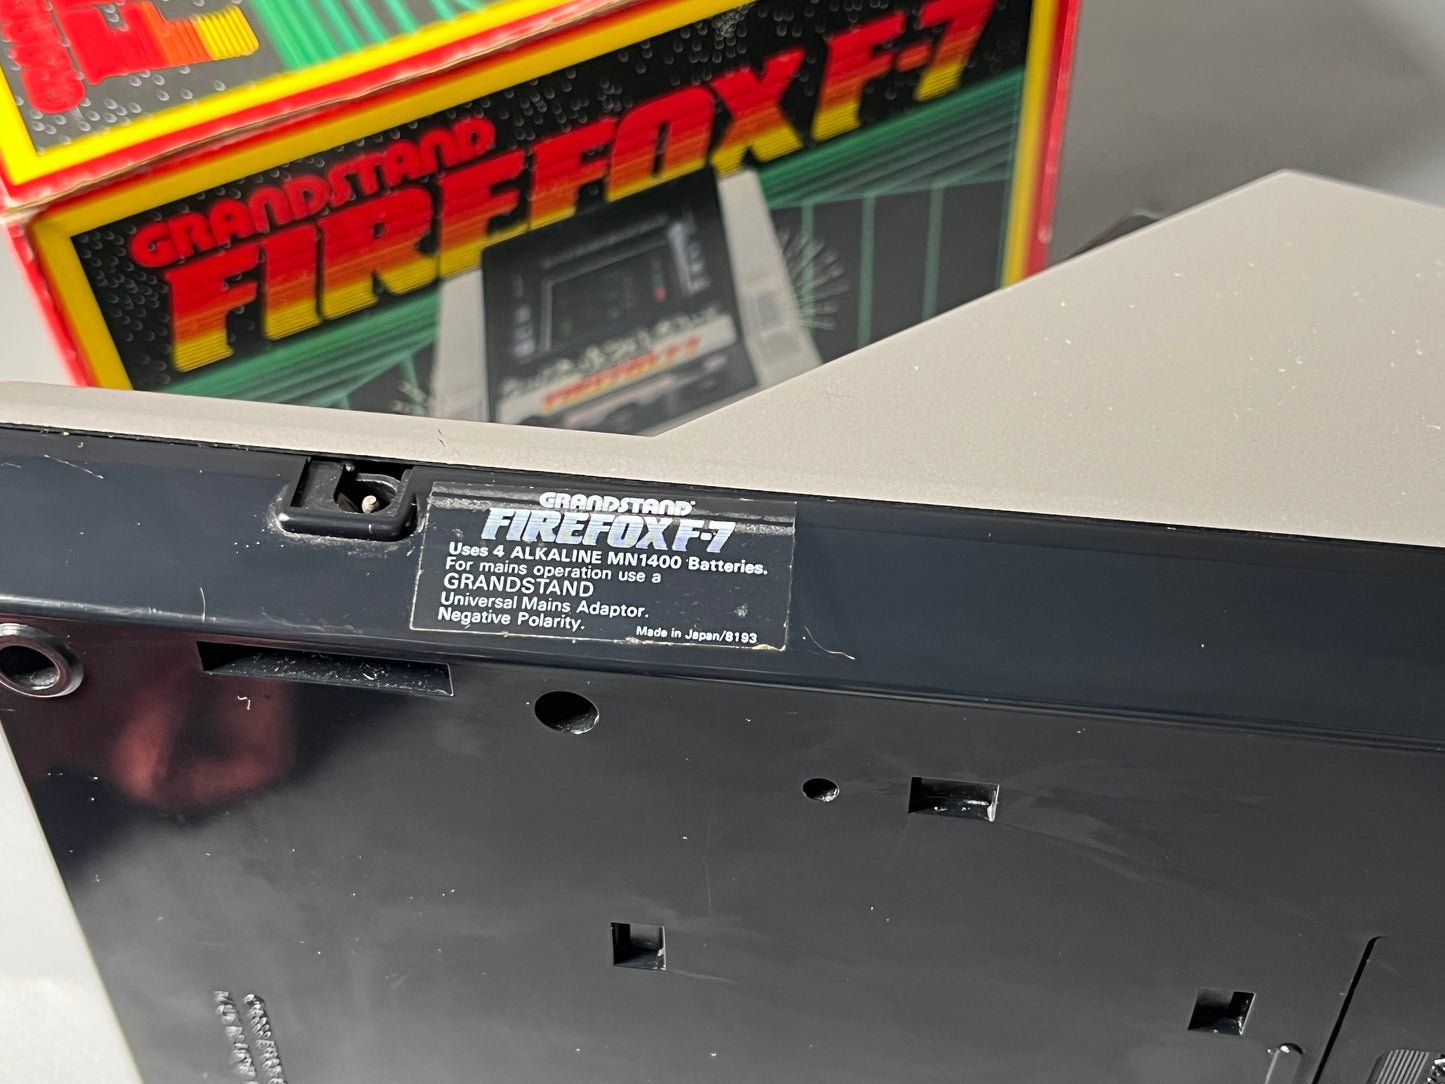 GRANDSTAND
FIREFOX F-7
GRANDSTAND
FIREFOX F-7
Uses 4 ALKALINE MN1400 Batteries.
For mains operation use a
GRANDSTAND
Universal Mains Adaptor.
Negative Polarity.
Made in Japan/8193